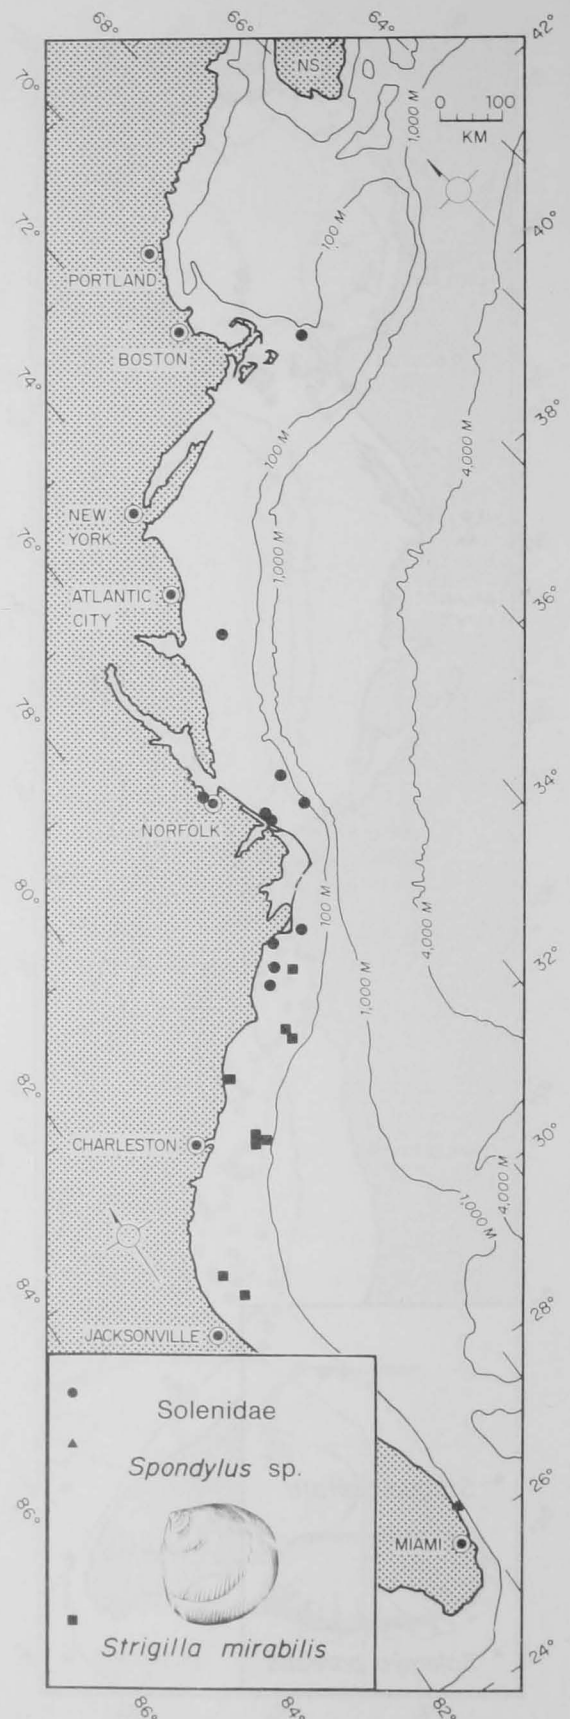 68°
66°
64°
42°
NS.
70°
0 100
KM
1,000 M
72°
40°
100 M
PORTLAND
BOSTON
74°
38°
100 M
4,000 M
NEW
YORK
76°
1,000 M
ATLANTIC
CITY
36°
78°
34°
NORFOLK
80°
100 M
4,000 M
32°
1,000 M
82°
CHARLESTON
30°
4,000 M
1,000 M
84°
28°
JACKSONVILLE
Solenidae
Spondylus sp.
26°
86°
MIAMI
Strigilla mirabilis
24°
86°
84°
82°